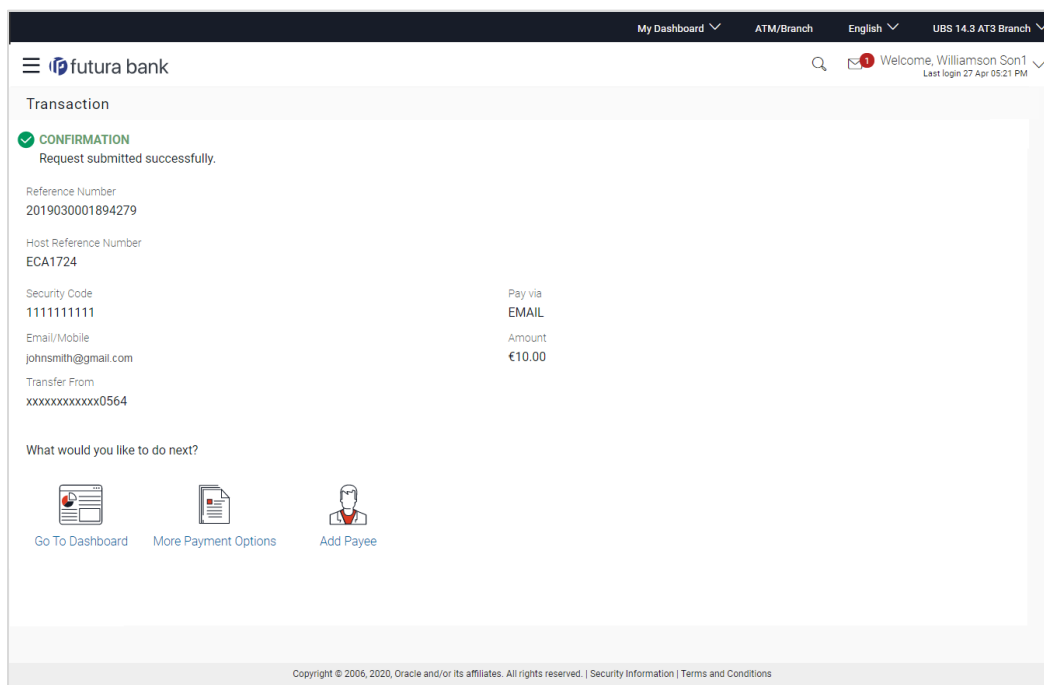 My Dashboard ATM/Branch English UBS 14.3 AT3 Branch
futura bank
1
Welcome, Williamson Son1
Last login 27 Apr 05:21 PM
Transaction
CONFIRMATION
Request submitted successfully.
Reference Number
2019030001894279
Host Reference Number
ECA1724
Security Code Pay via
1111111111 EMAIL
Email/Mobile Amount
johnsmith@gmail.com €10.00
Transfer From
xxxxxxxxxxxx0564
What would you like to do next?
Go To Dashboard More Payment Options Add Payee
Copyright © 2006, 2020, Oracle and/or its affiliates. All rights reserved. | Security Information | Terms and Conditions